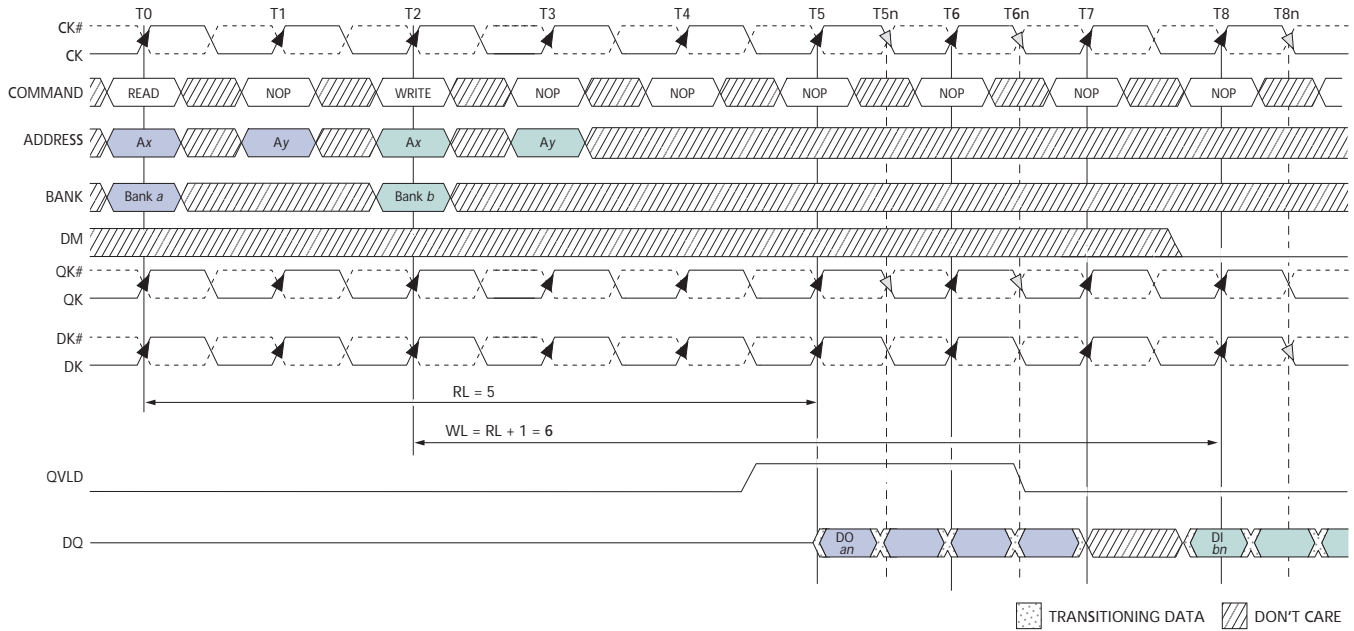 T0 T1 T2 T3 T4 T5 T5n T6 T6n T7 T8 T8n
CK#
CK
COMMAND READ NOP WRITE NOP NOP NOP NOP NOP NOP
ADDRESS Ax Ay Ax Ay
BANK Bank a Bank b
DM
QK#
QK
DK#
DK
RL = 5
WL = RL + 1 = 6
QVLD
DQ DO an DI bn
TRANSITIONING DATA DON'T CARE